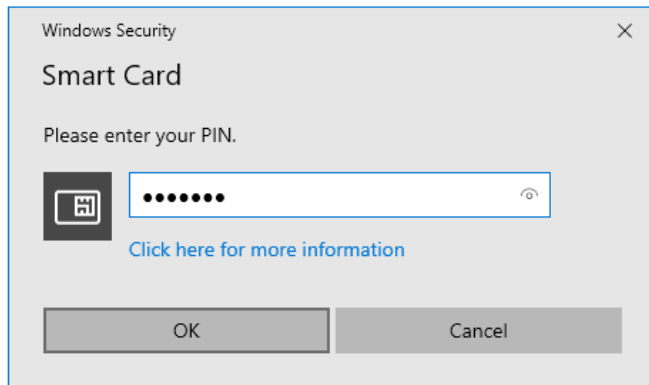 Windows Security
Smart Card
Please enter your PIN.
•••••••
Click here for more information
OK
Cancel